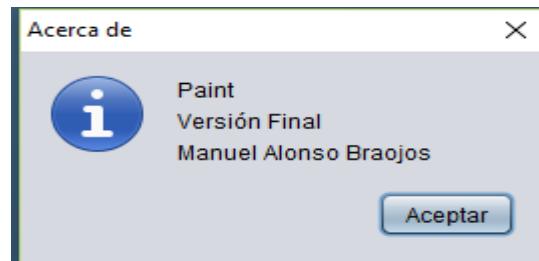 Acerca de
Paint
Versión Final
Manuel Alonso Braojos
Aceptar